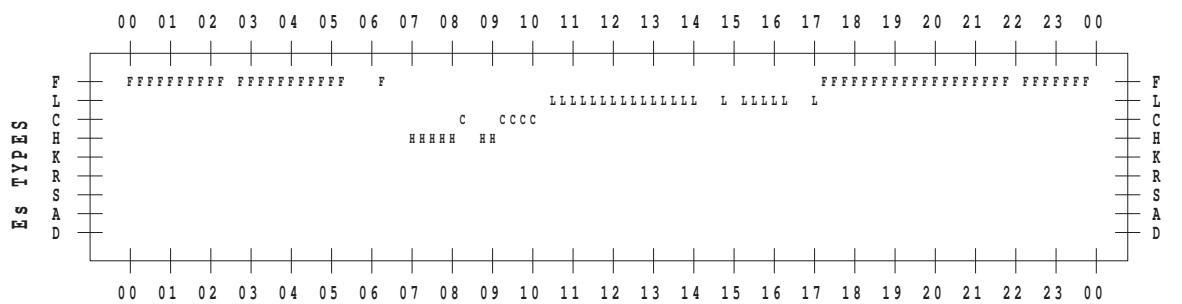 00 01 02 03 04 05 06 07 08 09 10 11 12 13 14 15 16 17 18 19 20 21 22 23 00
F FFFFFFFFFF FFFFFFFFFFF F FFFFFFFFFFFFFFFFFFF FFFFFFF F
L LLLLLLLLLLLLLLL L LLLLL L L
C C CCCC C
H HHHHH HH H
K K
R R
S S
A A
D D
Es TYPES
00 01 02 03 04 05 06 07 08 09 10 11 12 13 14 15 16 17 18 19 20 21 22 23 00